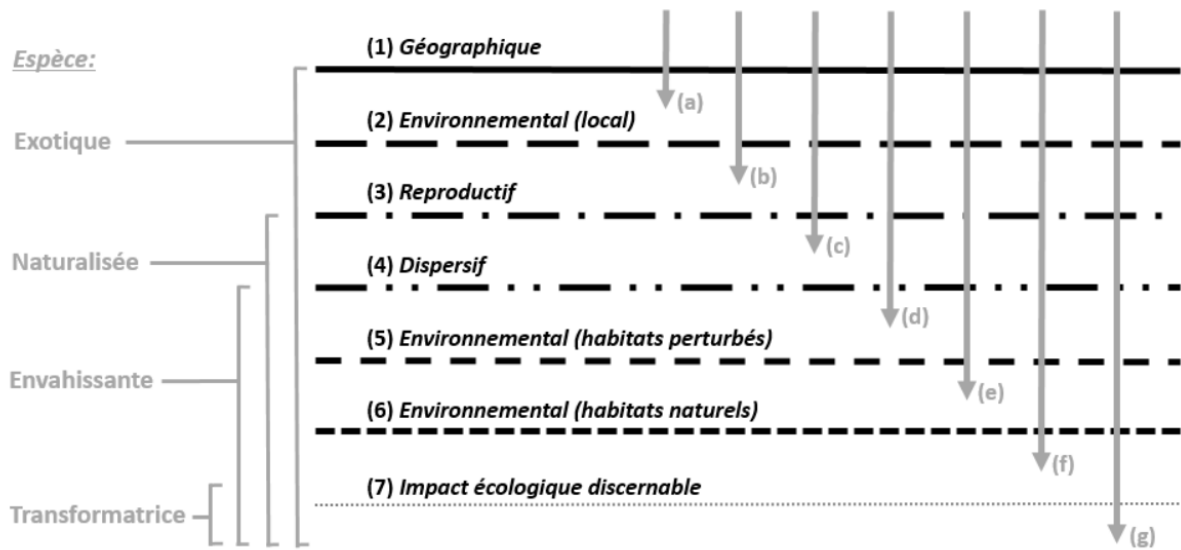 Espèce:
(1) Géographique
(a)
Exotique
(2) Environnemental (local)
(b)
(3) Reproductif
(c)
Naturalisée
(4) Dispersif
(d)
(5) Environnemental (habitats perturbés)
Envahissante
(e)
(6) Environnemental (habitats naturels)
(f)
(7) Impact écologique discernable
Transformatrice
(g)